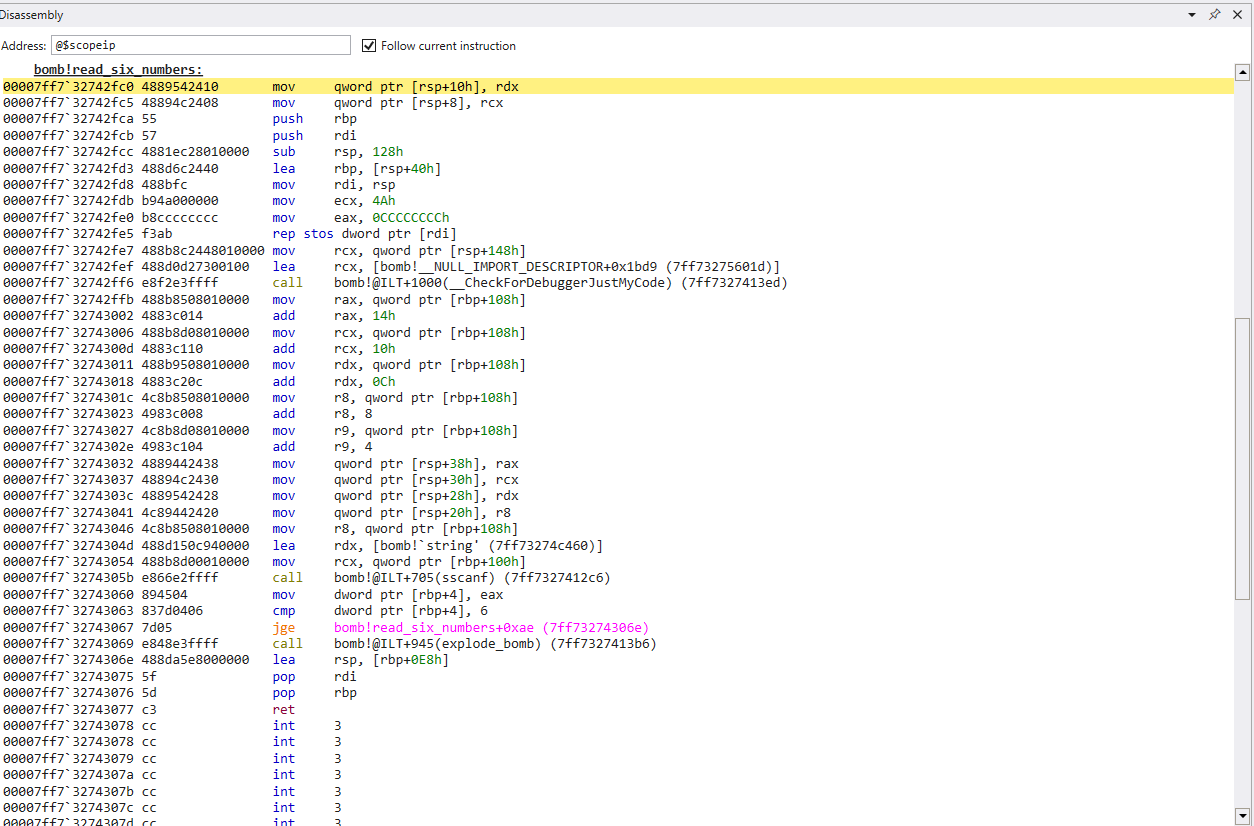 Disassembly
Address: @$scopeip Follow current instruction
bomb!read_six_numbers:
00007ff7`32742fc0 4889542410 mov qword ptr [rsp+10h], rdx
00007ff7`32742fc5 48894c2408 mov qword ptr [rsp+8], rcx
00007ff7`32742fca 55 push rbp
00007ff7`32742fcb 57 push rdi
00007ff7`32742fcc 4881ec28010000 sub rsp, 128h
00007ff7`32742fd3 488d6c2440 lea rbp, [rsp+40h]
00007ff7`32742fd8 488bfc mov rdi, rsp
00007ff7`32742fdb b94a000000 mov ecx, 4Ah
00007ff7`32742fe0 b8cccccccc mov eax, 0CCCCCCCCh
00007ff7`32742fe5 f3ab rep stos dword ptr [rdi]
00007ff7`32742fe7 488b8c2448010000 mov rcx, qword ptr [rsp+148h]
00007ff7`32742fef 488d0d27300100 lea rcx, [bomb!__NULL_IMPORT_DESCRIPTOR+0x1bd9 (7ff73275601d)]
00007ff7`32742ff6 e8f2e3ffff call bomb!@ILT+1000(__CheckForDebuggerJustMyCode) (7ff7327413ed)
00007ff7`32742ffb 488b8508010000 mov rax, qword ptr [rbp+108h]
00007ff7`32743002 4883c014 add rax, 14h
00007ff7`32743006 488b8d08010000 mov rcx, qword ptr [rbp+108h]
00007ff7`3274300d 4883c110 add rcx, 10h
00007ff7`32743011 488b9508010000 mov rdx, qword ptr [rbp+108h]
00007ff7`32743018 4883c20c add rdx, 0Ch
00007ff7`3274301c 4c8b8508010000 mov r8, qword ptr [rbp+108h]
00007ff7`32743023 4983c008 add r8, 8
00007ff7`32743027 4c8b8d08010000 mov r9, qword ptr [rbp+108h]
00007ff7`3274302e 4983c104 add r9, 4
00007ff7`32743032 4889442438 mov qword ptr [rsp+38h], rax
00007ff7`32743037 48894c2430 mov qword ptr [rsp+30h], rcx
00007ff7`3274303c 4889542428 mov qword ptr [rsp+28h], rdx
00007ff7`32743041 4c89442420 mov qword ptr [rsp+20h], r8
00007ff7`32743046 4c8b8508010000 mov r8, qword ptr [rbp+108h]
00007ff7`3274304d 488d150c940000 lea rdx, [bomb!`string' (7ff73274c460)]
00007ff7`32743054 488b8d00010000 mov rcx, qword ptr [rbp+100h]
00007ff7`3274305b e866e2ffff call bomb!@ILT+705(sscanf) (7ff7327412c6)
00007ff7`32743060 894504 mov dword ptr [rbp+4], eax
00007ff7`32743063 837d0406 cmp dword ptr [rbp+4], 6
00007ff7`32743067 7d05 jge bomb!read_six_numbers+0xae (7ff73274306e)
00007ff7`32743069 e848e3ffff call bomb!@ILT+945(explode_bomb) (7ff7327413b6)
00007ff7`3274306e 488da5e8000000 lea rsp, [rbp+0E8h]
00007ff7`32743075 5f pop rdi
00007ff7`32743076 5d pop rbp
00007ff7`32743077 c3 ret
00007ff7`32743078 cc int 3
00007ff7`32743078 cc int 3
00007ff7`32743079 cc int 3
00007ff7`3274307a cc int 3
00007ff7`3274307b cc int 3
00007ff7`3274307c cc int 3
00007ff7`3274307d cc int 3